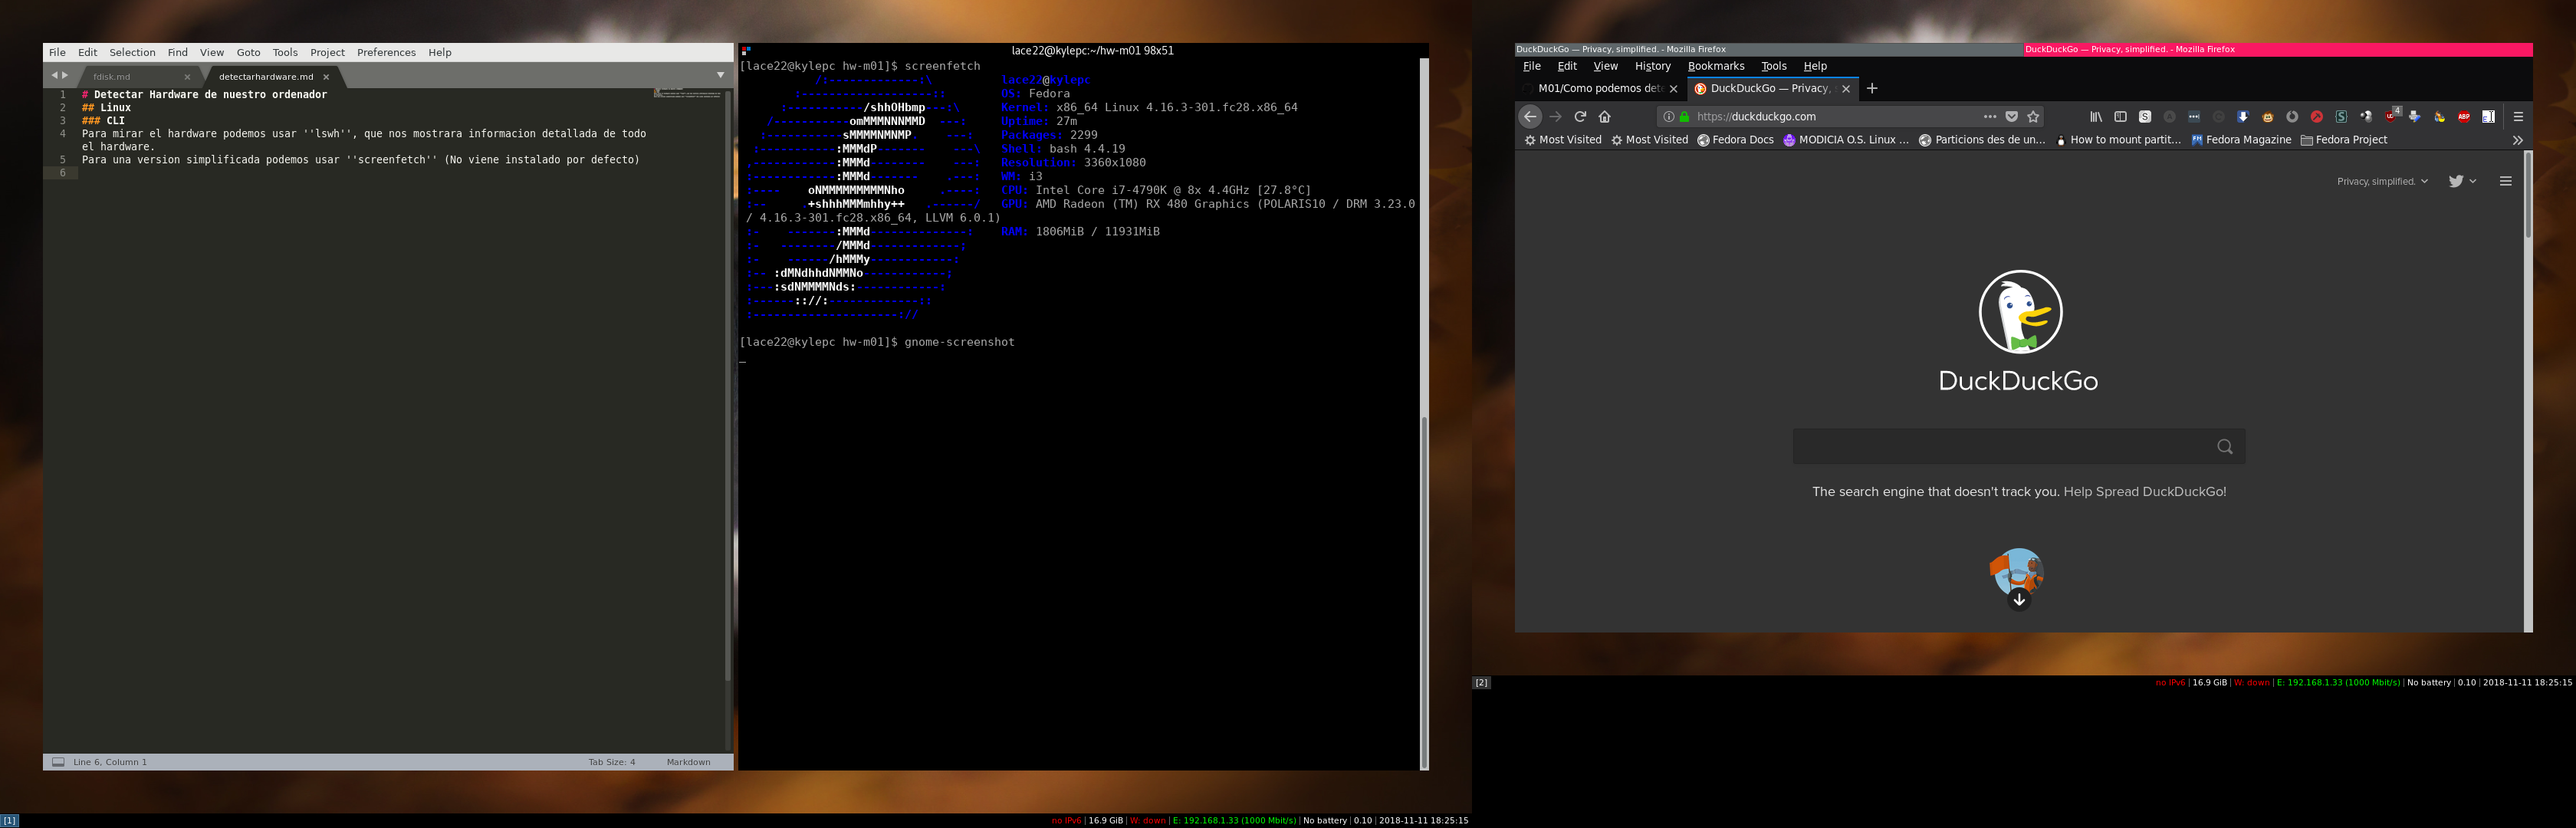 File Edit Selection Find View Goto Tools Project Preferences Help
fdisk.md
detectarhardware.md
1 # Detectar Hardware de nuestro ordenador
2 ## Linux
3 ### CLI
4 Para mirar el hardware podemos usar ''lswh'', que nos mostrara informacion detallada de todo
el hardware.
5 Para una version simplificada podemos usar ''screenfetch'' (No viene instalado por defecto)
6
Line 6, Column 1
Tab Size: 4
Markdown
lace22@kylepc:~/hw-m01 98x51
[lace22@kylepc hw-m01]$ screenfetch
lace22@kylepc
OS: Fedora
Kernel: x86_64 Linux 4.16.3-301.fc28.x86_64
Uptime: 27m
Packages: 2299
Shell: bash 4.4.19
Resolution: 3360x1080
WM: i3
CPU: Intel Core i7-4790K @ 8x 4.4GHz [27.8°C]
GPU: AMD Radeon (TM) RX 480 Graphics (POLARIS10 / DRM 3.23.0
/ 4.16.3-301.fc28.x86_64, LLVM 6.0.1)
RAM: 1806MiB / 11931MiB
[lace22@kylepc hw-m01]$ gnome-screenshot
DuckDuckGo — Privacy, simplified. - Mozilla Firefox
DuckDuckGo — Privacy, simplified. - Mozilla Firefox
File Edit View History Bookmarks Tools Help
M01/Como podemos det
DuckDuckGo — Privacy,
https://duckduckgo.com
Most Visited Most Visited Fedora Docs MODICIA O.S. Linux ... Particiones des de un... How to mount partit... Fedora Magazine Fedora Project
Privacy, simplified.
DuckDuckGo
The search engine that doesn't track you. Help Spread DuckDuckGo!
[2]
no IPv6 | 16.9 GiB | W: down | E: 192.168.1.33 (1000 Mbit/s) | No battery | 0.10 | 2018-11-11 18:25:15
[1]
no IPv6 | 16.9 GiB | W: down | E: 192.168.1.33 (1000 Mbit/s) | No battery | 0.10 | 2018-11-11 18:25:15